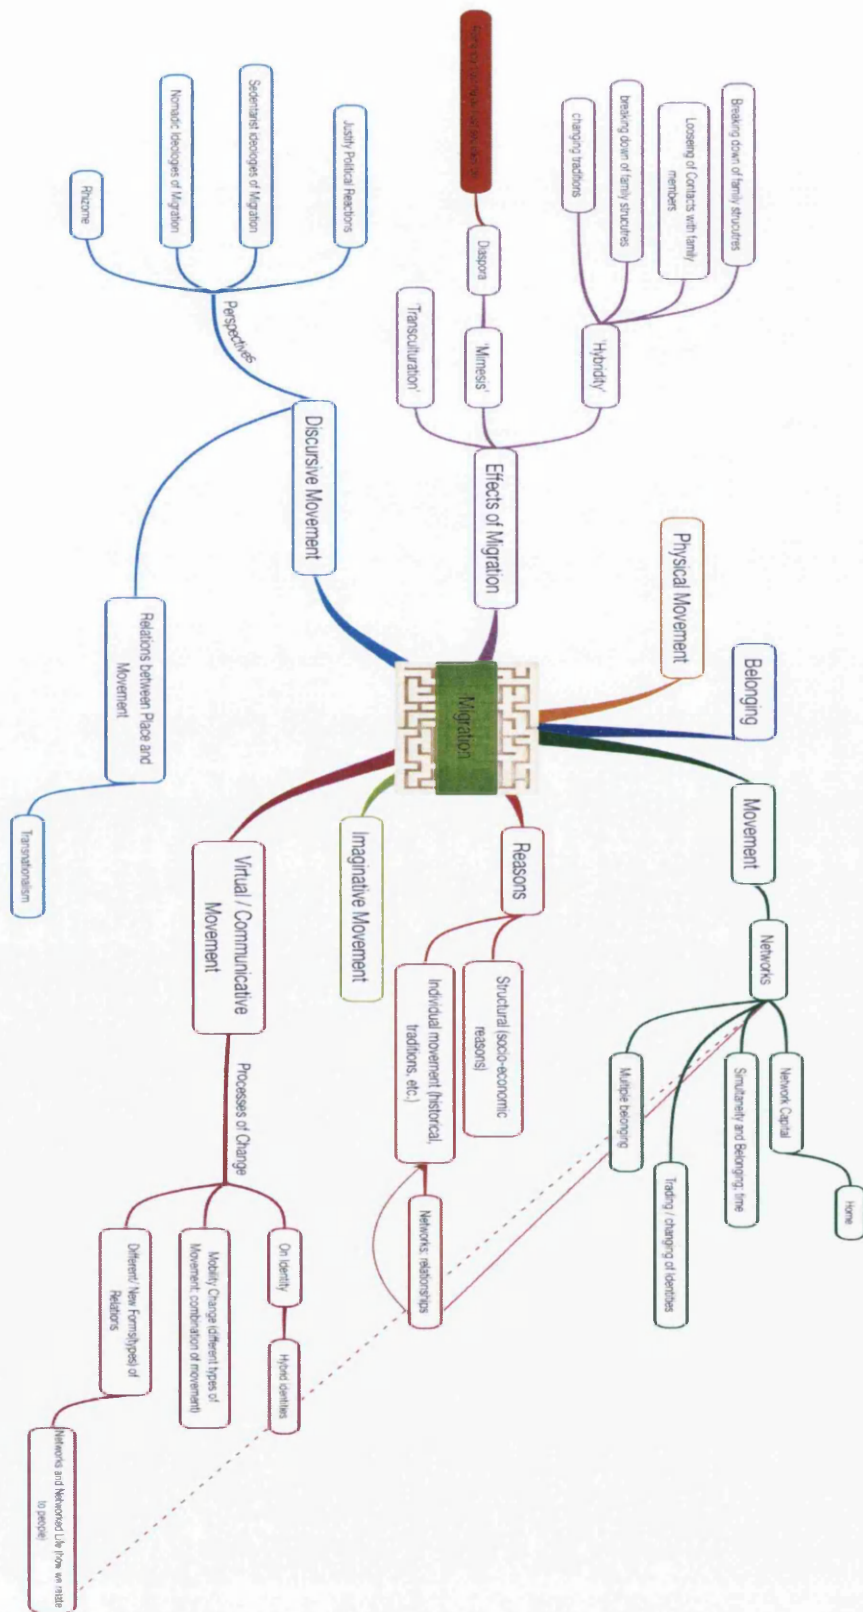 Migration
Effects of Migration
'Hybridity'
Breaking down of family strucutres
Looseing of Contacts with family
members
breaking down of family strucutres
changing traditions
'Mimesis'
Diaspora
'Transculturation'
Discursive Movement
Perspectives
Justify Political Reactions
Sedentarist Ideologies of Migration
Nomadic Ideologies of Migration
Rhizome
Relations between Place and
Movement
Transnationalism
Physical Movement
Belonging
Movement
Networks
Network Capital
Home
Simultaneity and Belonging; time
Trading / changing of identities
Multiple belonging
Reasons
Structural (socio-economic
reasons)
Individual movement (historical,
traditions, etc.)
Networks: relationships
Imaginative Movement
Virtual / Communicative
Movement
Processes of Change
On Identity
Hybrid identities
Mobility Change (different types of
Movement: combination of movement)
Different/ New Forms(types) of
Relations
Networks and Networked Life (how we relate
to people)